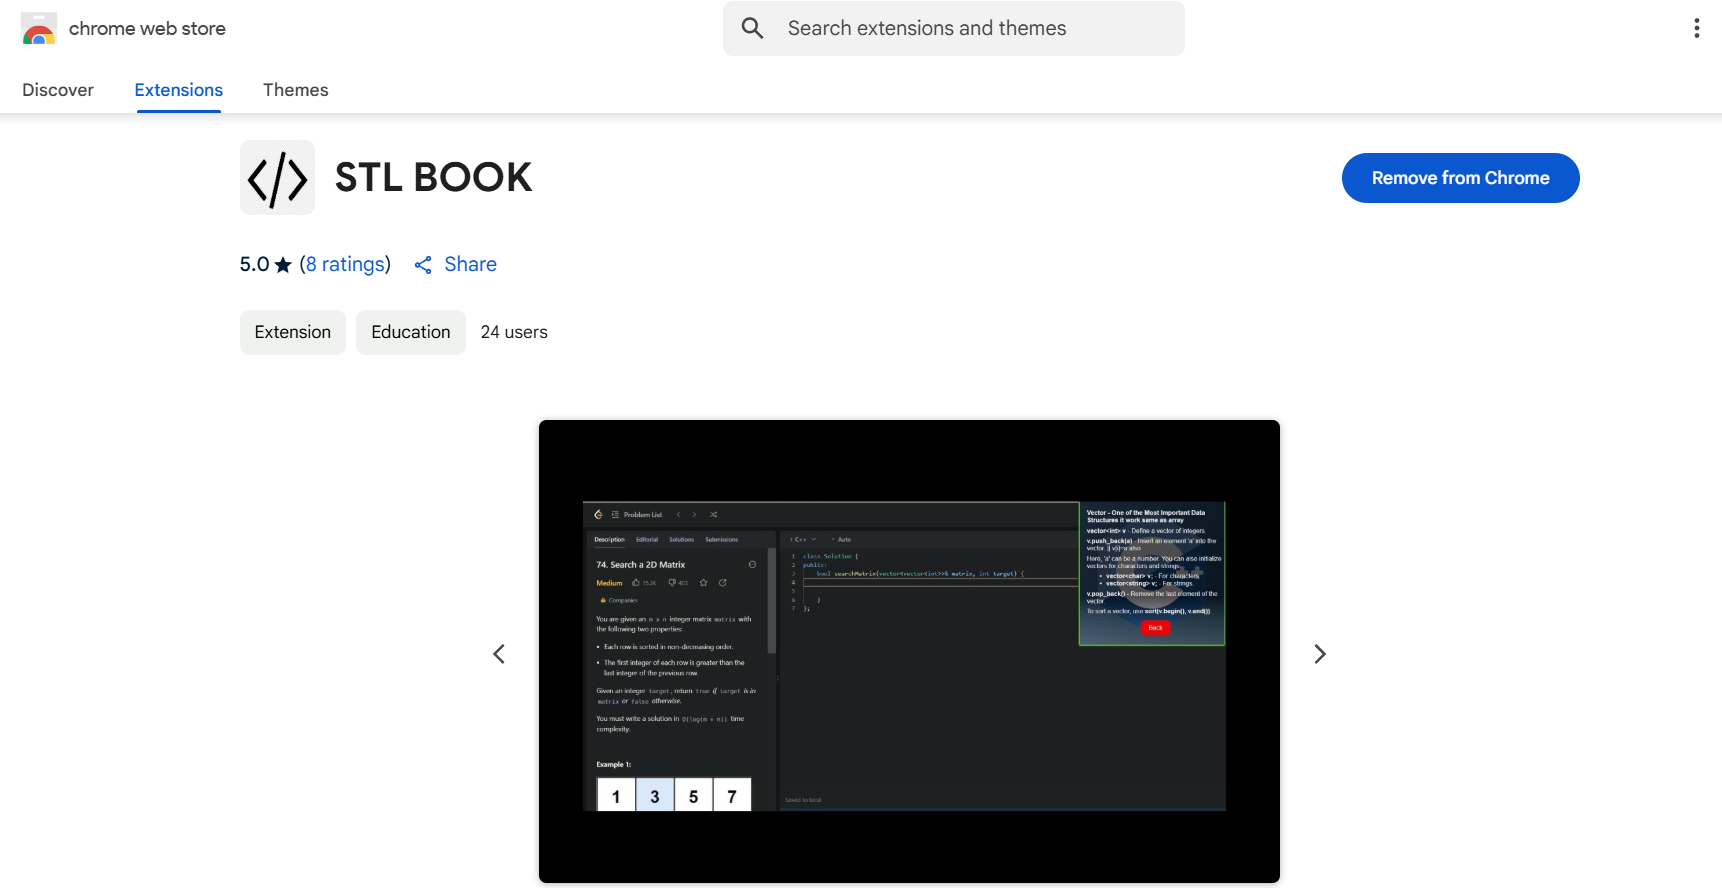 chrome web store
Search extensions and themes
Discover
Extensions
Themes
</>
STL BOOK
Remove from Chrome
5.0 ★ (8 ratings)
Share
Extension
Education
24 users
Problem List
Description
Editorial
Solutions
Submissions
74. Search a 2D Matrix
Medium
15.2K
403
Companies
You are given an m x n integer matrix matrix with
the following two properties:
• Each row is sorted in non-decreasing order.
• The first integer of each row is greater than the
last integer of the previous row.
Given an integer target, return true if target is in
matrix or false otherwise.
You must write a solution in O(log(m * n)) time
complexity.
Example 1:
1
3
5
7
C++
Auto
1 class Solution {
2 public:
3 bool searchMatrix(vector<vector<int>>& matrix, int target) {
4
5
6 }
7 };
Saved to local
Vector - One of the Most Important Data
Structures it work same as array
vector<int> v - Define a vector of integers.
v.push_back(a) - Insert an element 'a' into the
vector. || v[i]=a also
Here, 'a' can be a number. You can also initialize
vectors for characters and strings
• vector<char> v; - For characters.
• vector<string> v; - For strings.
v.pop_back() - Remove the last element of the
vector
To sort a vector, use sort(v.begin(), v.end())
Back